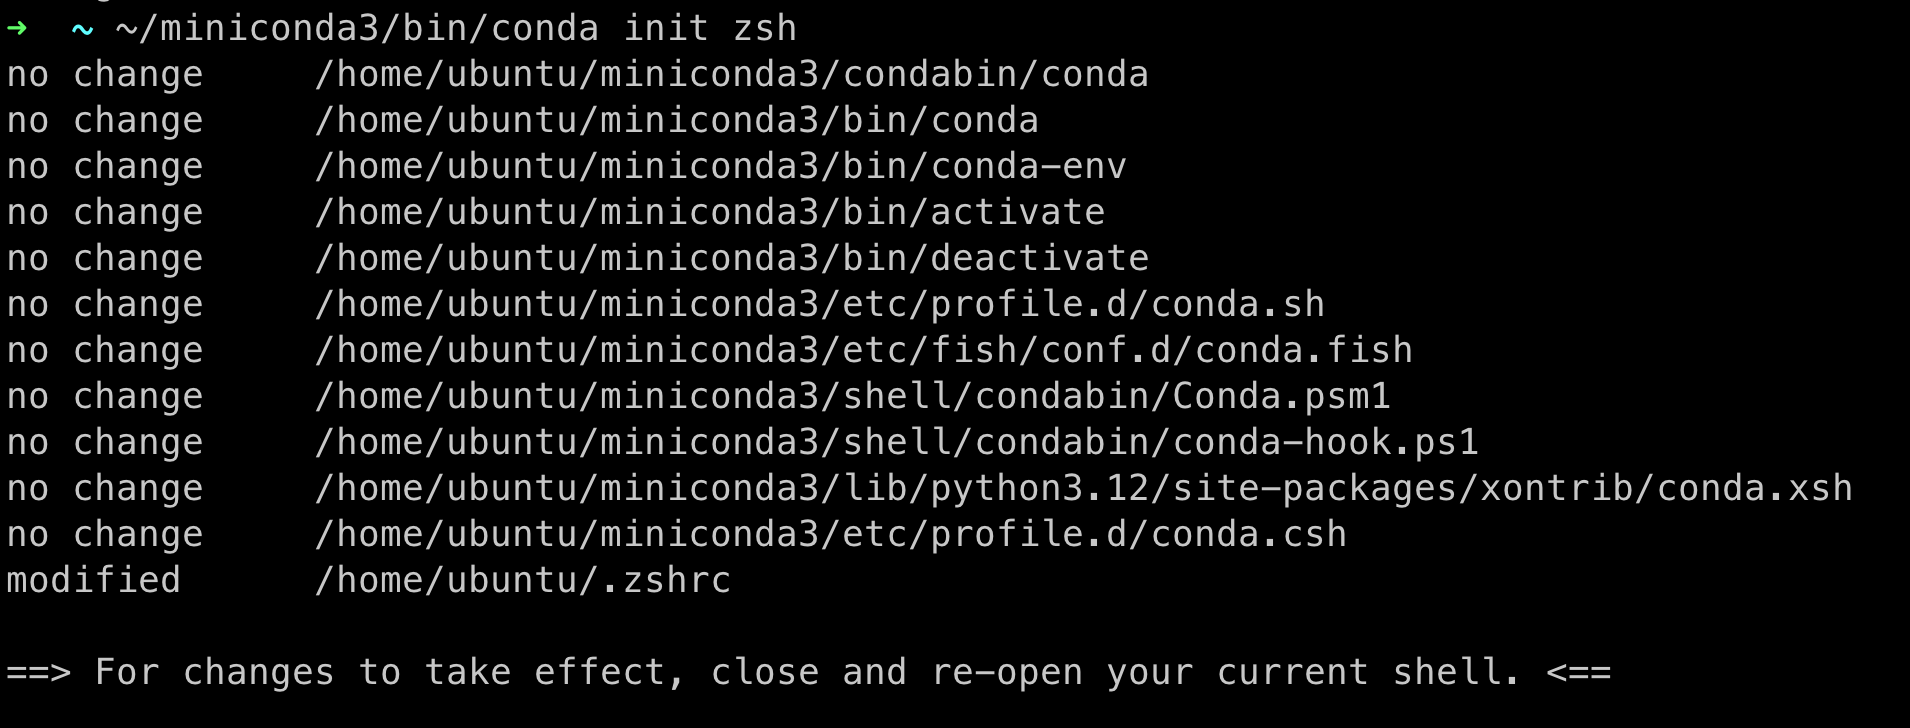 ➜  ~ ~/miniconda3/bin/conda init zsh
no change     /home/ubuntu/miniconda3/condabin/conda
no change     /home/ubuntu/miniconda3/bin/conda
no change     /home/ubuntu/miniconda3/bin/conda-env
no change     /home/ubuntu/miniconda3/bin/activate
no change     /home/ubuntu/miniconda3/bin/deactivate
no change     /home/ubuntu/miniconda3/etc/profile.d/conda.sh
no change     /home/ubuntu/miniconda3/etc/fish/conf.d/conda.fish
no change     /home/ubuntu/miniconda3/shell/condabin/Conda.psm1
no change     /home/ubuntu/miniconda3/shell/condabin/conda-hook.ps1
no change     /home/ubuntu/miniconda3/lib/python3.12/site-packages/xontrib/conda.xsh
no change     /home/ubuntu/miniconda3/etc/profile.d/conda.csh
modified      /home/ubuntu/.zshrc
==> For changes to take effect, close and re-open your current shell. <==